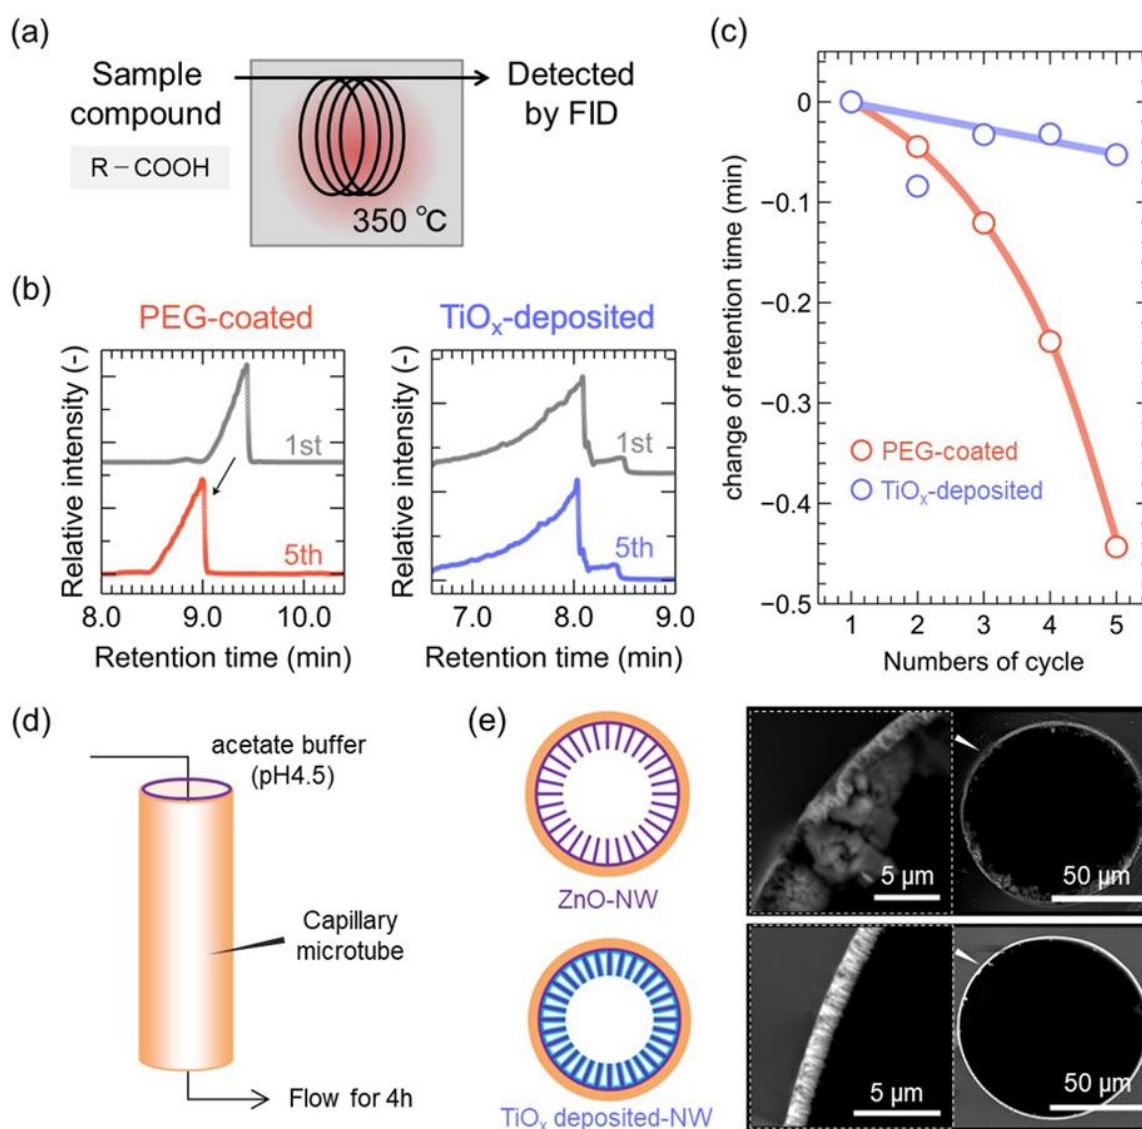 (a)
Sample
compound
R－COOH
350 ℃
Detected
by FID
(b)
PEG-coated
TiOx-deposited
Relative intensity (-)
1st
5th
8.0 9.0 10.0
Retention time (min)
Relative intensity (-)
1st
5th
7.0 8.0 9.0
Retention time (min)
(c)
change of retention time (min)
0
−0.1
−0.2
−0.3
−0.4
−0.5
PEG-coated
TiOx-deposited
1 2 3 4 5
Numbers of cycle
(d)
acetate buffer
(pH4.5)
Capillary
microtube
Flow for 4h
(e)
ZnO-NW
5 µm
50 µm
TiOx deposited-NW
5 µm
50 µm